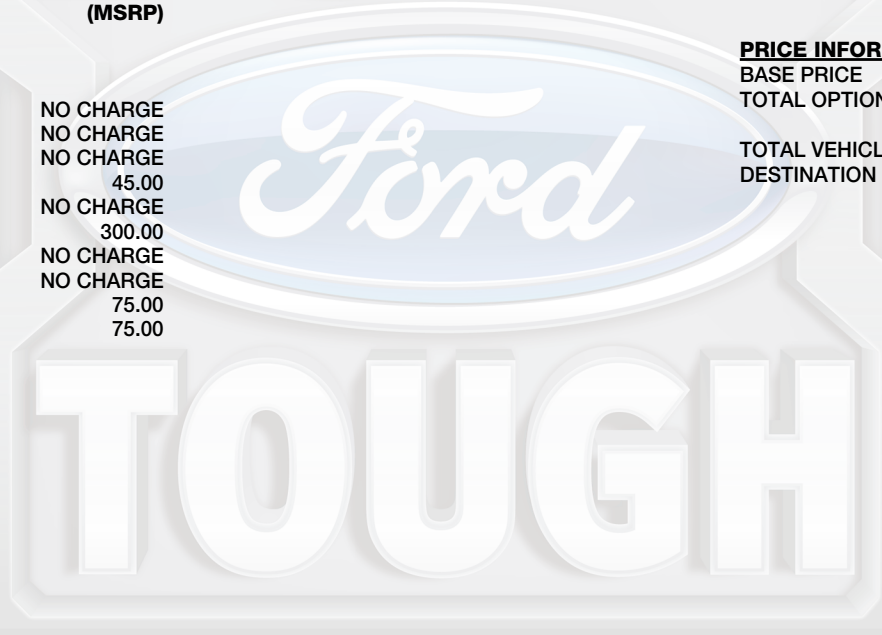 (MSRP)
NO CHARGE
NO CHARGE
NO CHARGE
45.00
NO CHARGE
300.00
NO CHARGE
NO CHARGE
75.00
75.00
PRICE INFOR
BASE PRICE
TOTAL OPTION
TOTAL VEHICL
DESTINATION
Ford
TOUGH